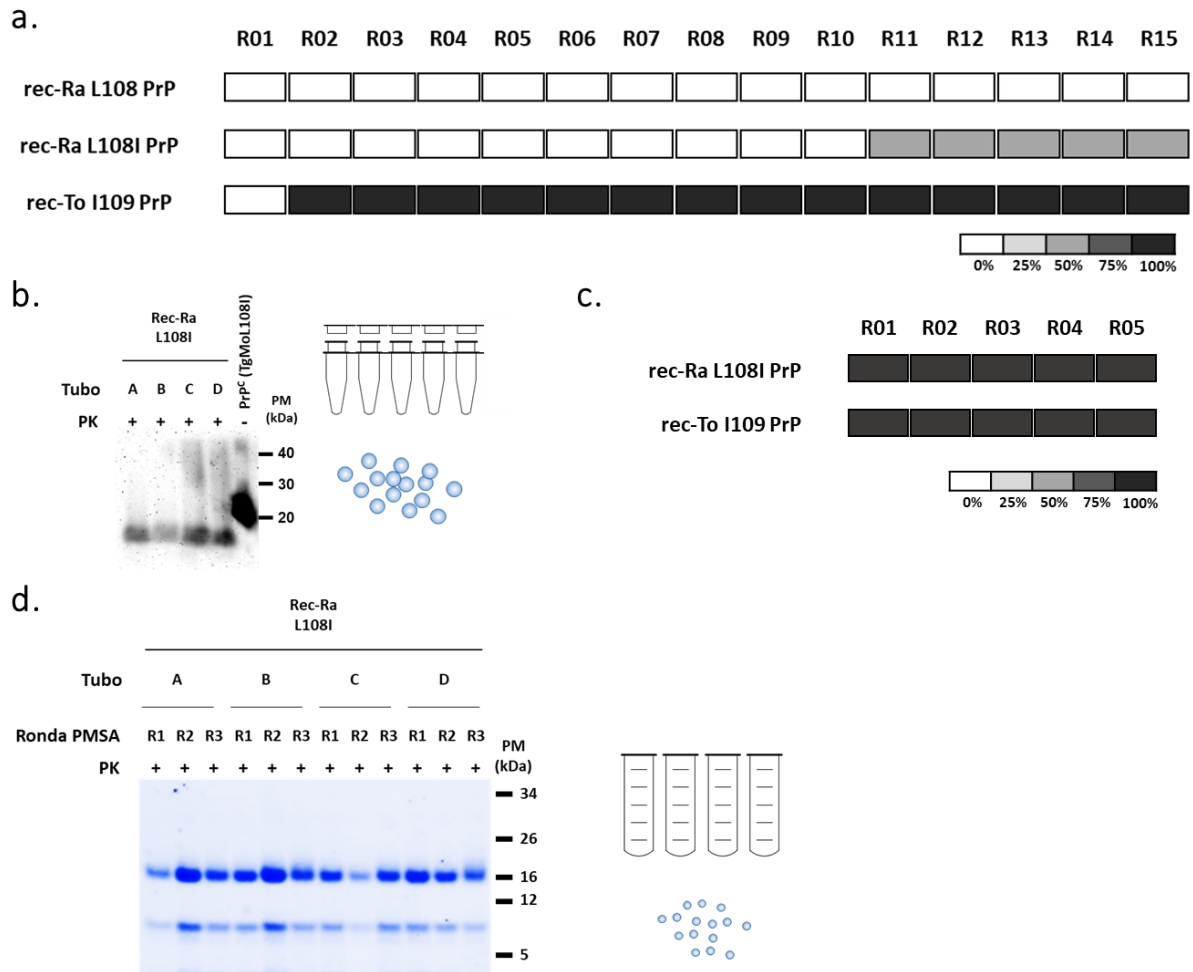 a.
R01 R02 R03 R04 R05 R06 R07 R08 R09 R10 R11 R12 R13 R14 R15
rec-Ra L108 PrP
rec-Ra L108I PrP
rec-To I109 PrP
0% 25% 50% 75% 100%
b.
Rec-Ra
L108I
Tubo A B C D
PrPᶜ (TgMoL108I)
PK + + + + -
PM
(kDa)
40
30
20
c.
R01 R02 R03 R04 R05
rec-Ra L108I PrP
rec-To I109 PrP
0% 25% 50% 75% 100%
d.
Rec-Ra
L108I
Tubo A B C D
Ronda PMSA R1 R2 R3 R1 R2 R3 R1 R2 R3 R1 R2 R3
PK + + + + + + + + + + + +
PM
(kDa)
34
26
16
12
5